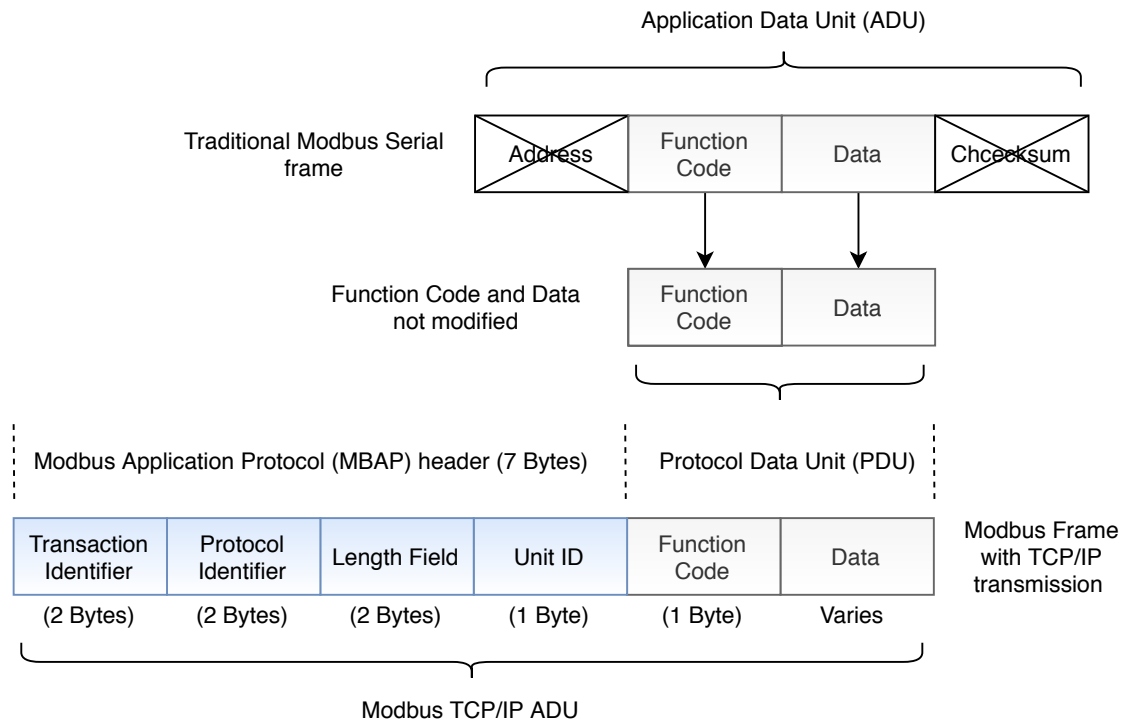 Application Data Unit (ADU)
Traditional Modbus Serial
frame
Address
Function
Code
Data
Chcecksum
Function Code and Data
not modified
Function
Code
Data
Modbus Application Protocol (MBAP) header (7 Bytes)
Protocol Data Unit (PDU)
Transaction
Identifier
Protocol
Identifier
Length Field
Unit ID
Function
Code
Data
Modbus Frame
with TCP/IP
transmission
(2 Bytes)
(2 Bytes)
(2 Bytes)
(1 Byte)
(1 Byte)
Varies
Modbus TCP/IP ADU